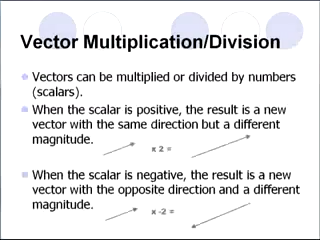 Vector Multiplication/Division
Vectors can be multiplied or divided by numbers
(scalars).
When the scalar is positive, the result is a new
vector with the same direction but a different
magnitude.
x 2 =
When the scalar is negative, the result is a new
vector with the opposite direction and a different
magnitude.
x -2 =